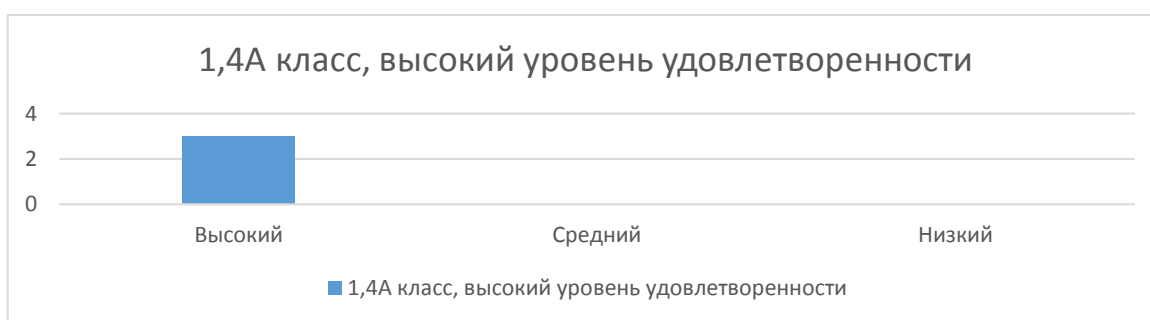 1,4А класс, высокий уровень удовлетворенности
4
2
0
Высокий Средний Низкий
1,4А класс, высокий уровень удовлетворенности